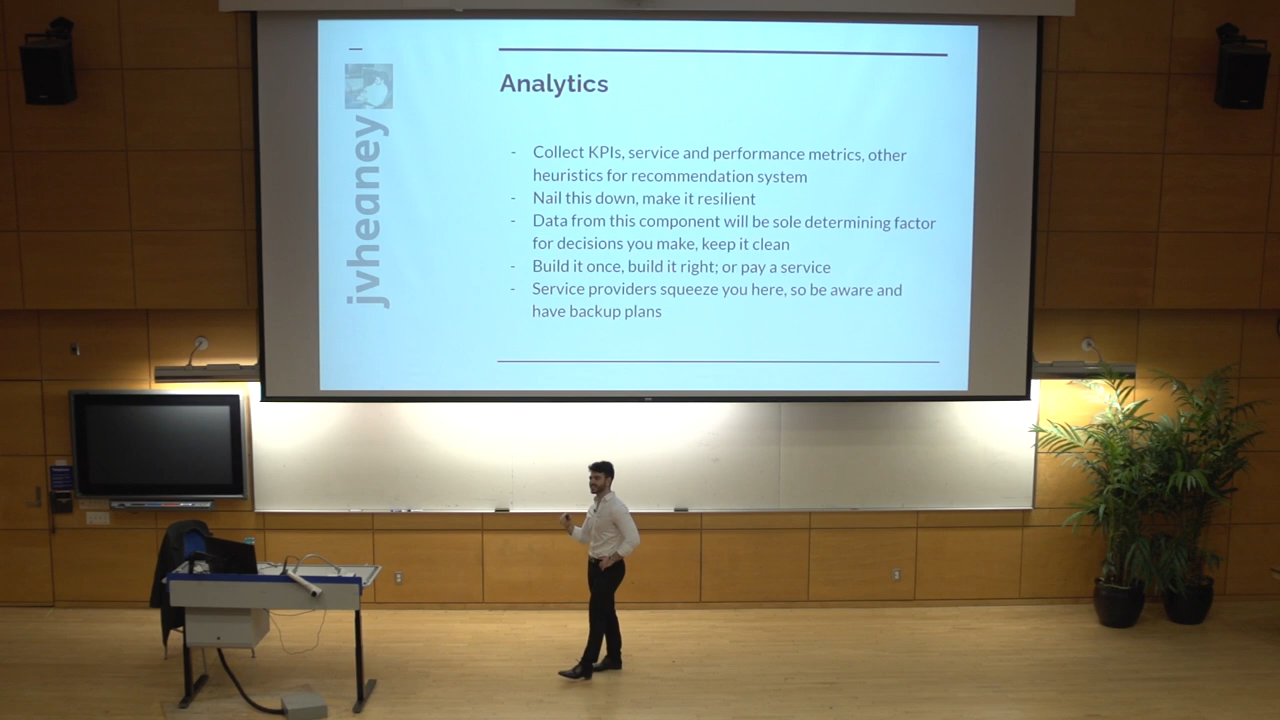 jvheaney
Analytics
- Collect KPIs, service and performance metrics, other
heuristics for recommendation system
- Nail this down, make it resilient
- Data from this component will be sole determining factor
for decisions you make, keep it clean
- Build it once, build it right; or pay a service
- Service providers squeeze you here, so be aware and
have backup plans